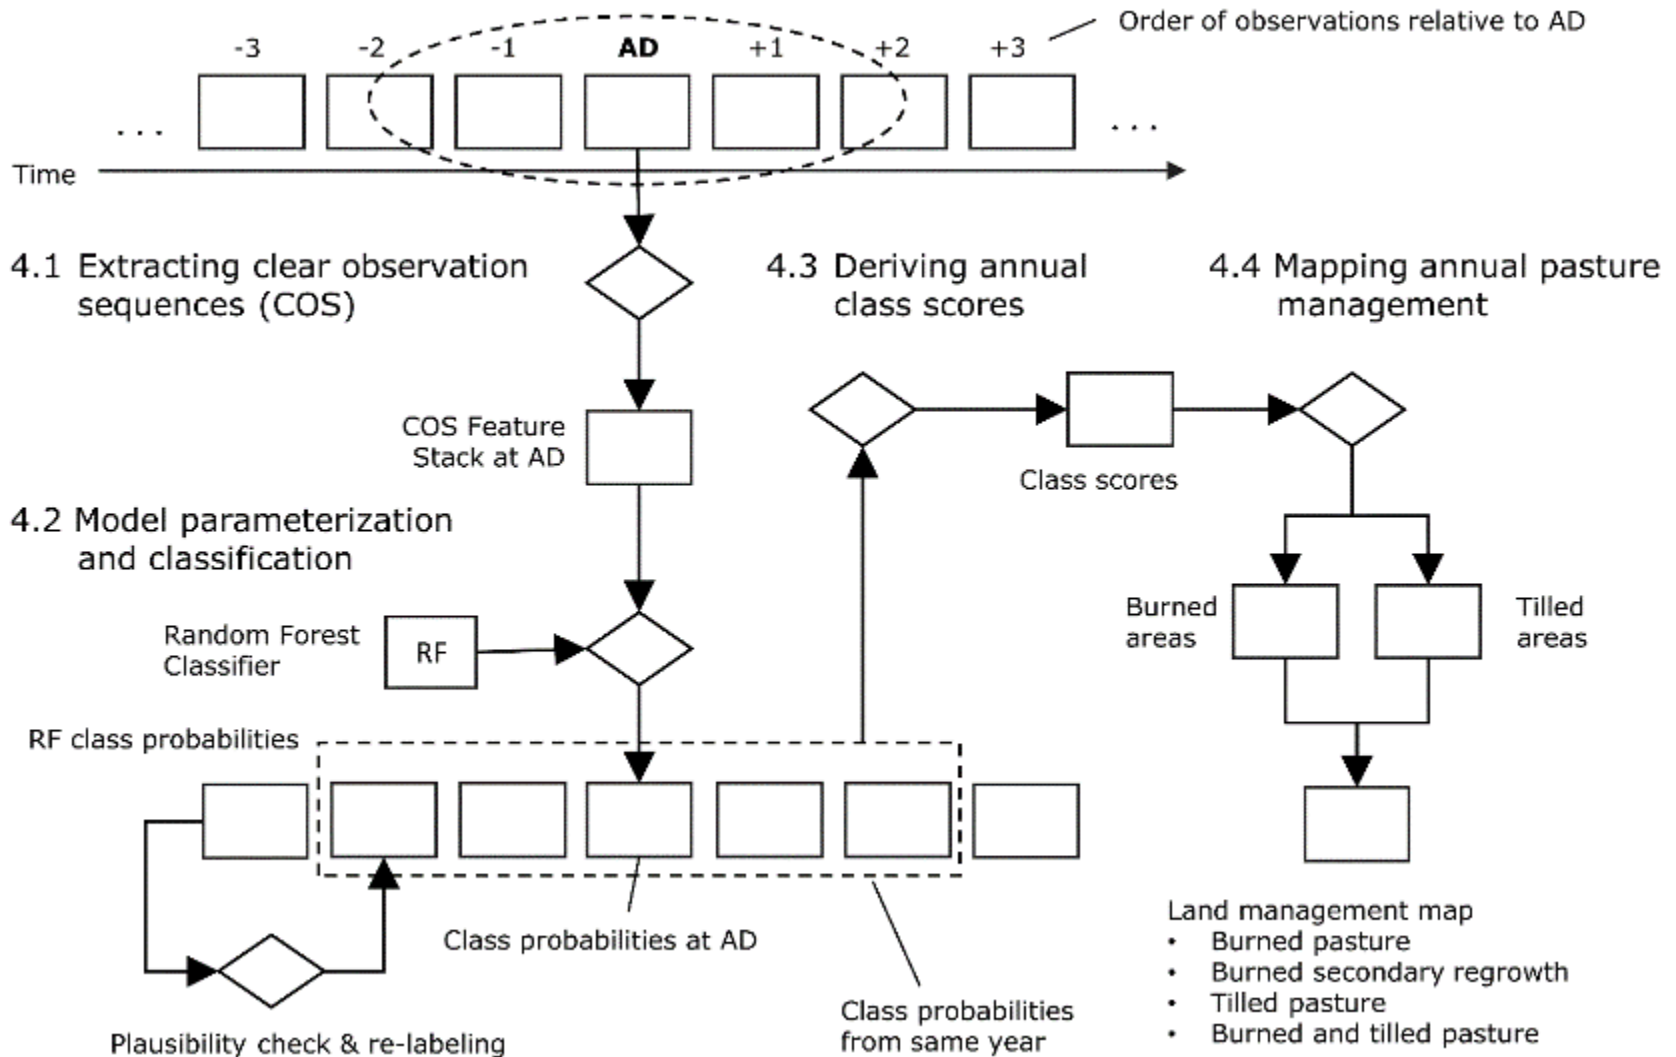 Order of observations relative to AD
-3 -2 -1 AD +1 +2 +3
. . . . . .
Time
4.1 Extracting clear observation
sequences (COS)
4.3 Deriving annual
class scores
4.4 Mapping annual pasture
management
COS Feature
Stack at AD
Class scores
4.2 Model parameterization
and classification
Random Forest
Classifier
RF
Burned
areas
Tilled
areas
RF class probabilities
Class probabilities at AD
Plausibility check & re-labeling
Class probabilities
from same year
Land management map
• Burned pasture
• Burned secondary regrowth
• Tilled pasture
• Burned and tilled pasture